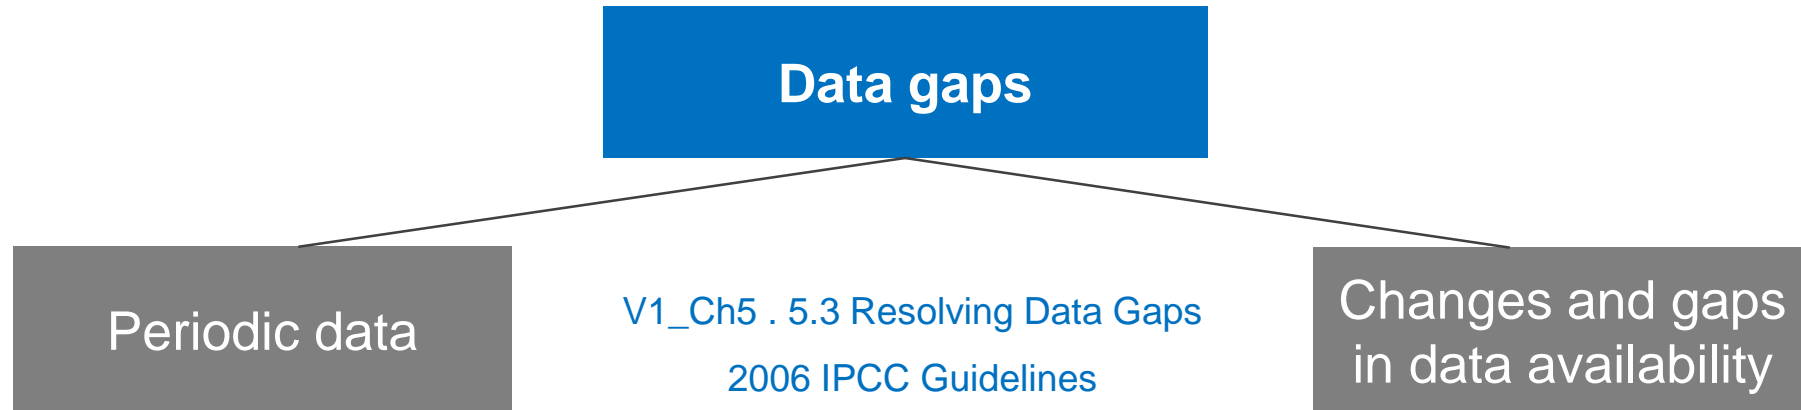 Data gaps
Periodic data
V1_Ch5 . 5.3 Resolving Data Gaps
2006 IPCC Guidelines
Changes and gaps
in data availability